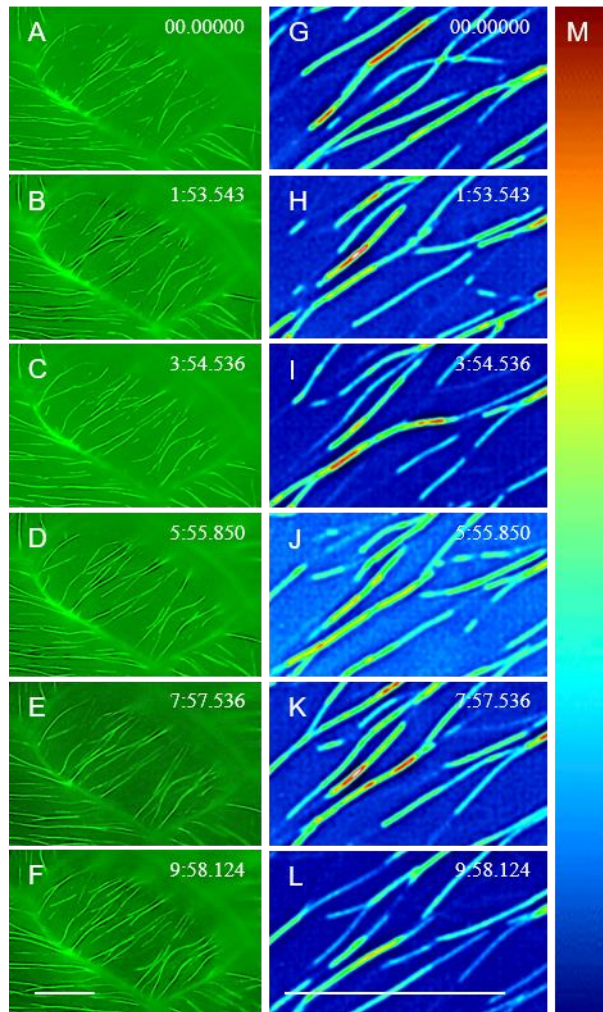 A 00.00000 G 00.00000 M
B 1:53.543 H 1:53.543
C 3:54.536 I 3:54.536
D 5:55.850 J 5:55.850
E 7:57.536 K 7:57.536
F 9:58.124 L 9:58.124